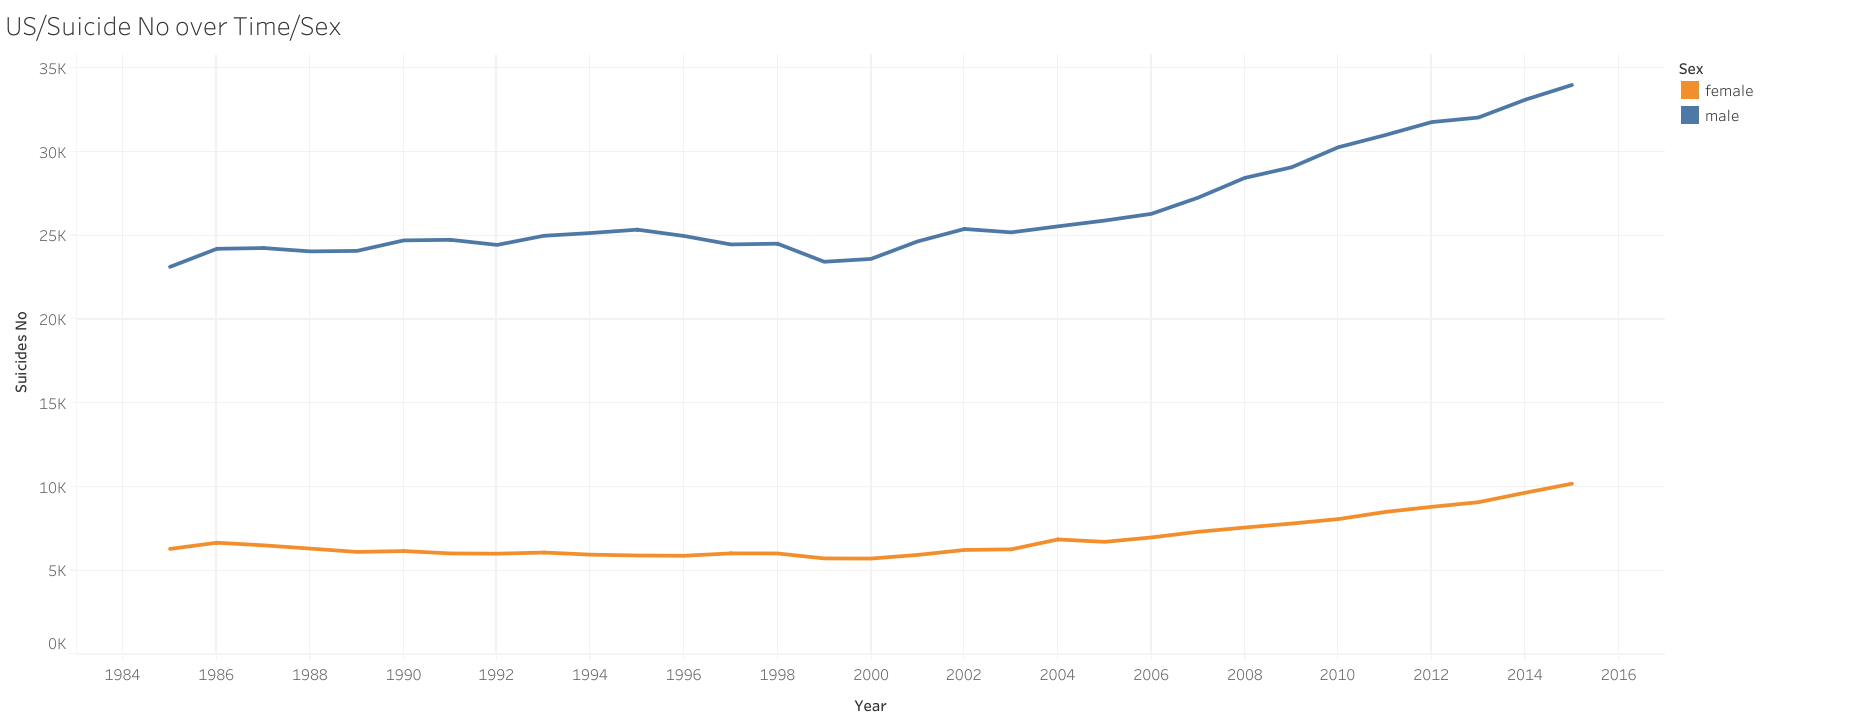 US/Suicide No over Time/Sex
35K
30K
25K
20K
15K
10K
5K
0K
Suicides No
1984 1986 1988 1990 1992 1994 1996 1998 2000 2002 2004 2006 2008 2010 2012 2014 2016
Year
Sex
female
male